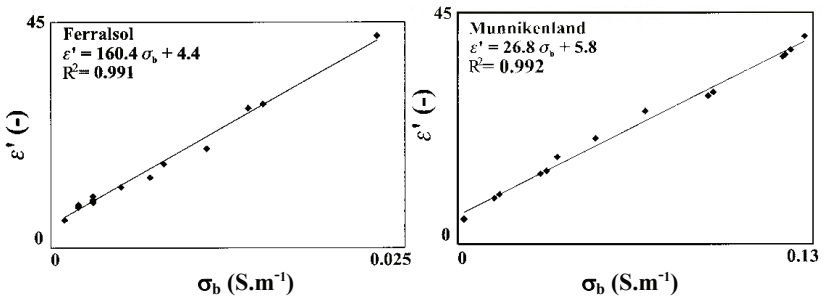 45
Ferralsol
ε' = 160.4 σb + 4.4
R²= 0.991
ε' (-)
0
0
0.025
σb (S.m⁻¹)
45
Munnikenland
ε' = 26.8 σb + 5.8
R²= 0.992
ε' (-)
0
0
0.13
σb (S.m⁻¹)